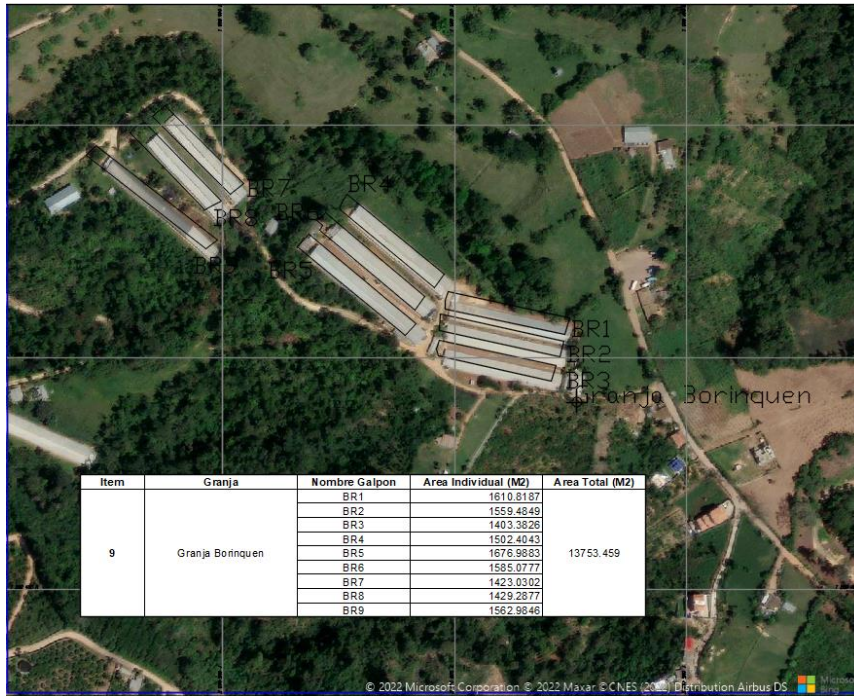 BR7
BR4
BR8
BR5
BR1
BR2
BR3
Granja Borinquen
Item Granja Nombre Galpon Area Individual (M2) Area Total (M2)
BR1 1610.8187
BR2 1559.4849
BR3 1403.3826
BR4 1502.4043
BR5 1676.9883
9 Granja Borinquen BR6 1585.0777 13753.459
BR7 1423.0302
BR8 1429.2877
BR9 1562.9846
© 2022 Microsoft Corporation © 2022 Maxar © CNES (2022) Distribution Airbus DS
Microsoft
Bing